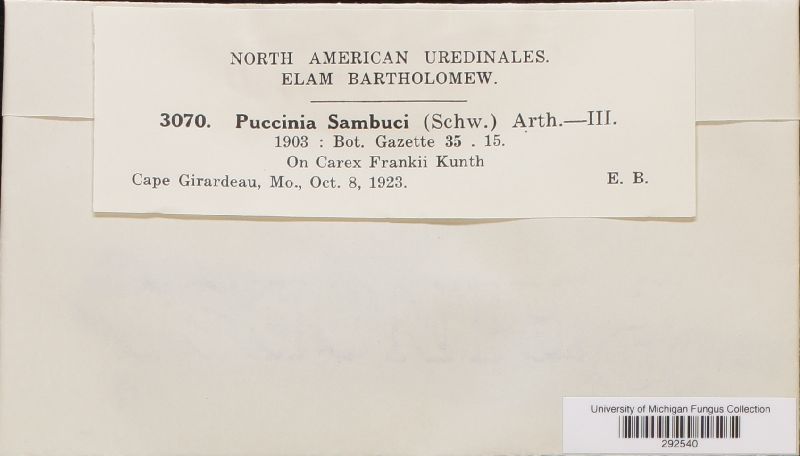 NORTH AMERICAN UREDINALES.
ELAM BARTHOLOMEW.
3070. Puccinia Sambuci (Schw.) Arth.—III.
1903 : Bot. Gazette 35 . 15.
On Carex Frankii Kunth
Cape Girardeau, Mo., Oct. 8, 1923. E. B.
University of Michigan Fungus Collection
292540